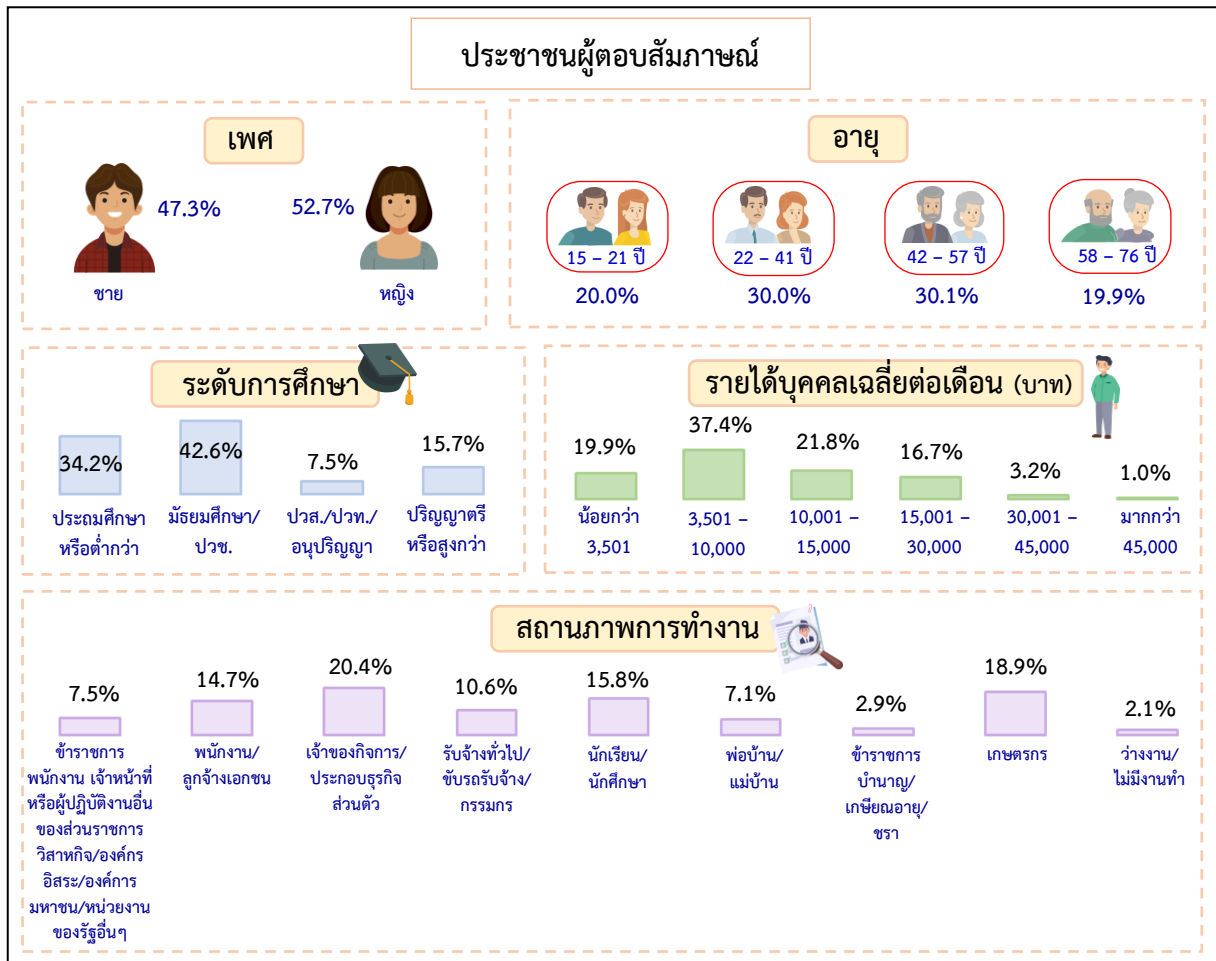 ประชาชนผู้ตอบสัมภาษณ์
เพศ
47.3%
52.7%
ชาย
หญิง
อายุ
15 – 21 ปี
22 – 41 ปี
42 – 57 ปี
58 – 76 ปี
20.0%
30.0%
30.1%
19.9%
ระดับการศึกษา
34.2%
42.6%
7.5%
15.7%
ประถมศึกษา
หรือต่ำกว่า
มัธยมศึกษา/
ปวช.
ปวส./ปวท./
อนุปริญญา
ปริญญาตรี
หรือสูงกว่า
รายได้บุคคลเฉลี่ยต่อเดือน (บาท)
19.9%
37.4%
21.8%
16.7%
3.2%
1.0%
น้อยกว่า
3,501
3,501 –
10,000
10,001 –
15,000
15,001 –
30,000
30,001 –
45,000
มากกว่า
45,000
สถานภาพการทำงาน
7.5%
14.7%
20.4%
10.6%
15.8%
7.1%
2.9%
18.9%
2.1%
ข้าราชการ
พนักงาน เจ้าหน้าที่
หรือผู้ปฏิบัติงานอื่น
ของส่วนราชการ
วิสาหกิจ/องค์กร
อิสระ/องค์การ
มหาชน/หน่วยงาน
ของรัฐอื่นๆ
พนักงาน/
ลูกจ้างเอกชน
เจ้าของกิจการ/
ประกอบธุรกิจ
ส่วนตัว
รับจ้างทั่วไป/
ขับรถรับจ้าง/
กรรมกร
นักเรียน/
นักศึกษา
พ่อบ้าน/
แม่บ้าน
ข้าราชการ
บำนาญ/
เกษียณอายุ/
ชรา
เกษตรกร
ว่างงาน/
ไม่มีงานทำ